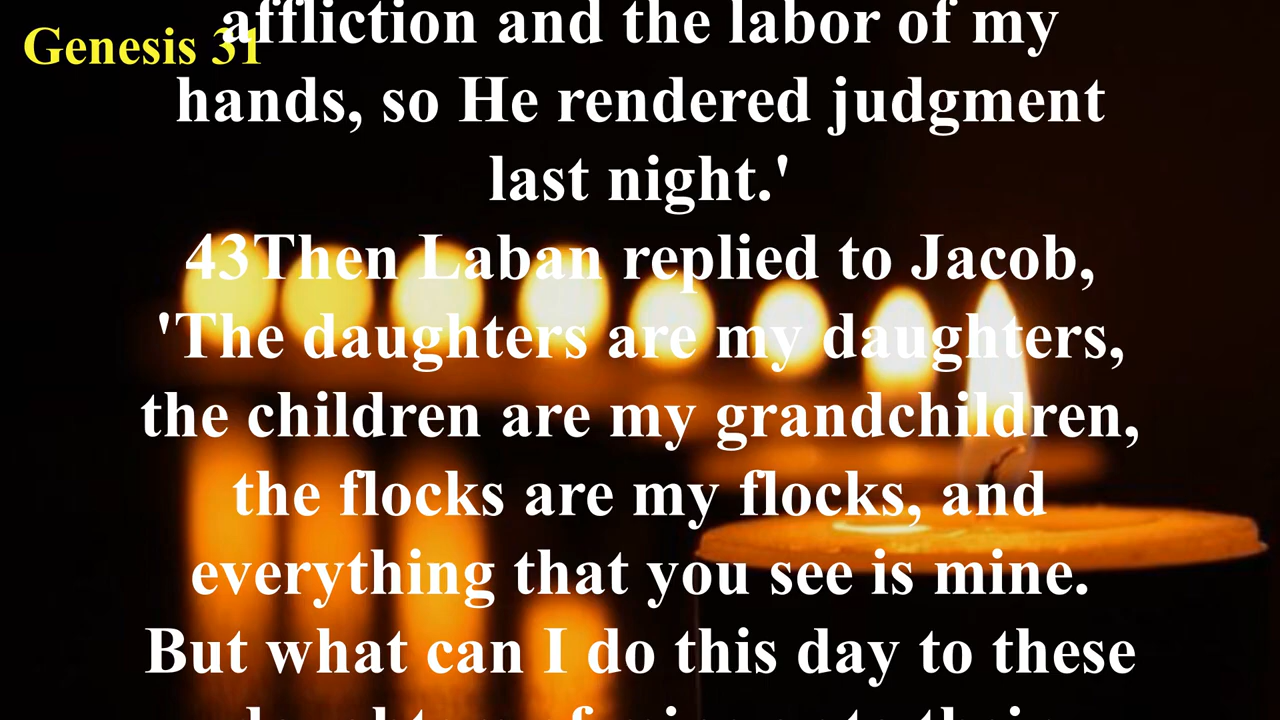 Genesis 31
affliction and the labor of my
hands, so He rendered judgment
last night.'
43Then Laban replied to Jacob,
'The daughters are my daughters,
the children are my grandchildren,
the flocks are my flocks, and
everything that you see is mine.
But what can I do this day to these